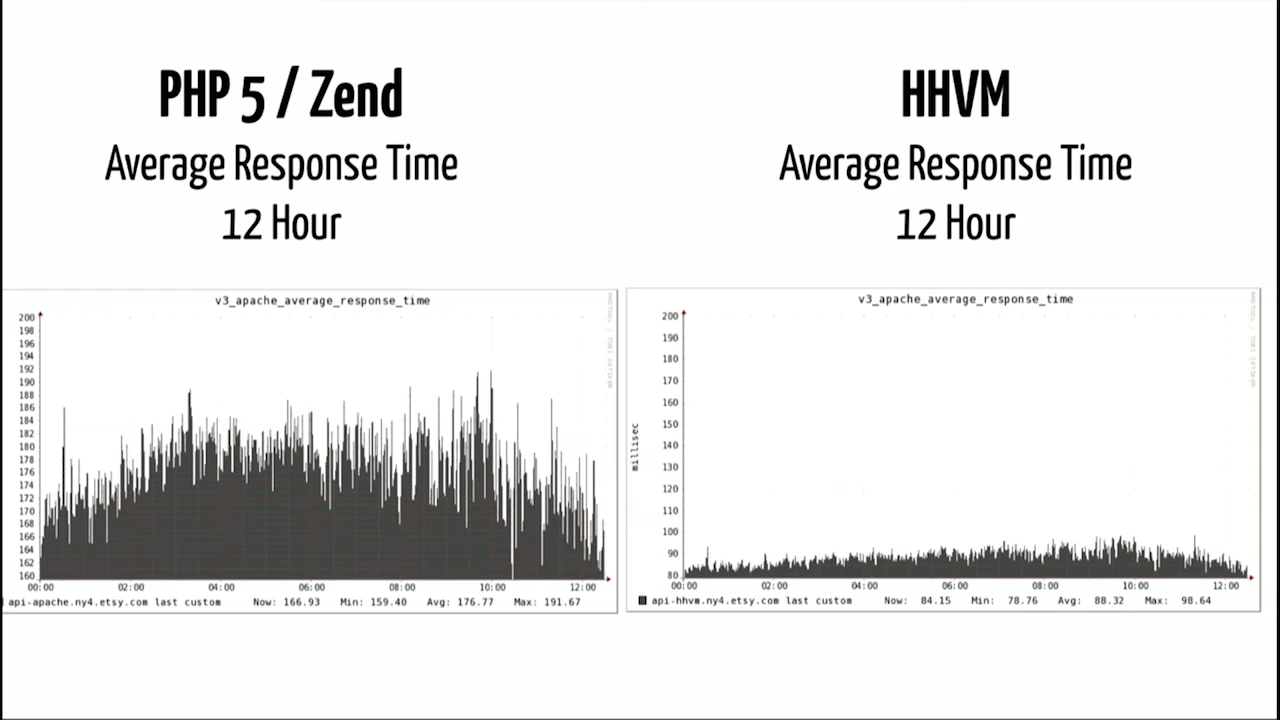 PHP 5 / Zend
Average Response Time
12 Hour
v3_apache_average_response_time
200
198
196
194
192
190
188
186
184
182
180
178
176
174
172
170
168
166
164
162
160
00:00 02:00 04:00 06:00 08:00 10:00 12:00
api-apache.ny4.etsy.com last custom Now: 166.93 Min: 159.40 Avg: 176.77 Max: 191.67
HHVM
Average Response Time
12 Hour
v3_apache_average_response_time
millisec
200
190
180
170
160
150
140
130
120
110
100
90
80
00:00 02:00 04:00 06:00 08:00 10:00 12:00
api-hhvm.ny4.etsy.com last custom Now: 84.15 Min: 78.76 Avg: 88.32 Max: 98.64